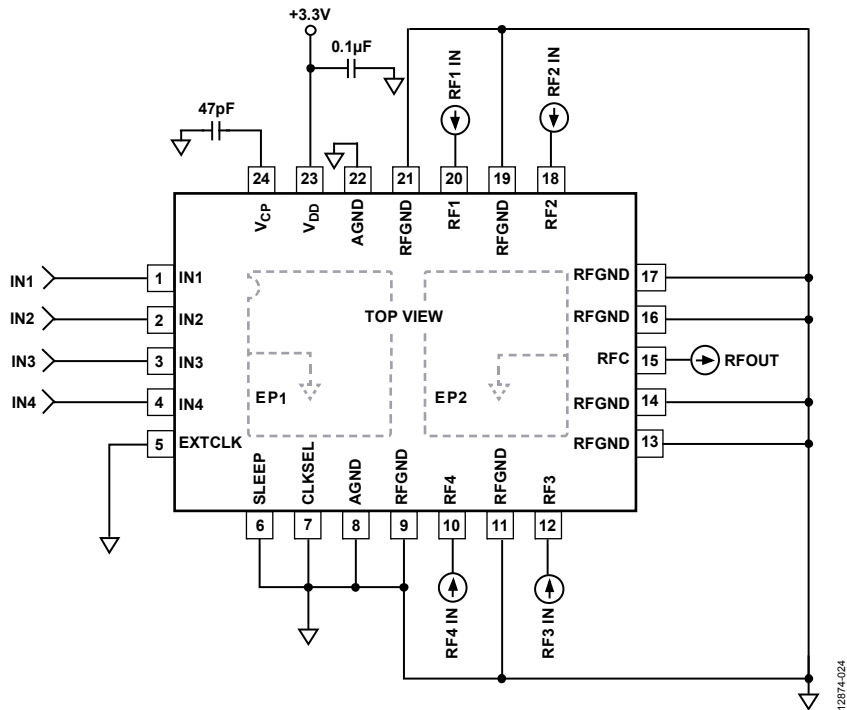 +3.3V
0.1µF
47pF
RF1 IN
RF2 IN
24
23
22
21
20
19
18
VCP
VDD
AGND
RFGND
RF1
RFGND
RF2
IN1
1
IN1
IN2
2
IN2
IN3
3
IN3
IN4
4
IN4
5
EXTCLK
TOP VIEW
EP1
EP2
RFGND
17
RFGND
16
RFC
15
RFOUT
RFGND
14
RFGND
13
SLEEP
CLKSEL
AGND
RFGND
RF4
RFGND
RF3
6
7
8
9
10
11
12
RF4 IN
RF3 IN
12874-024